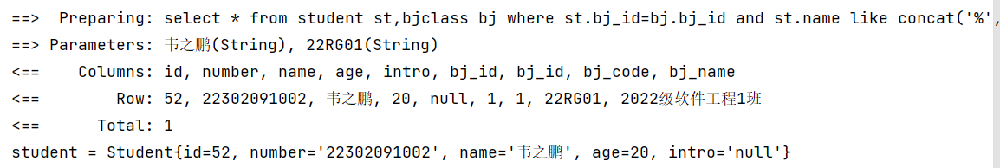 ==>  Preparing: select * from student st,bjclass bj where st.bj_id=bj.bj_id and st.name like concat('%',
==> Parameters: 韦之鹏(String), 22RG01(String)
<==    Columns: id, number, name, age, intro, bj_id, bj_id, bj_code, bj_name
<==        Row: 52, 22302091002, 韦之鹏, 20, null, 1, 1, 22RG01, 2022级软件工程1班
<==      Total: 1
student = Student{id=52, number='22302091002', name='韦之鹏', age=20, intro='null'}